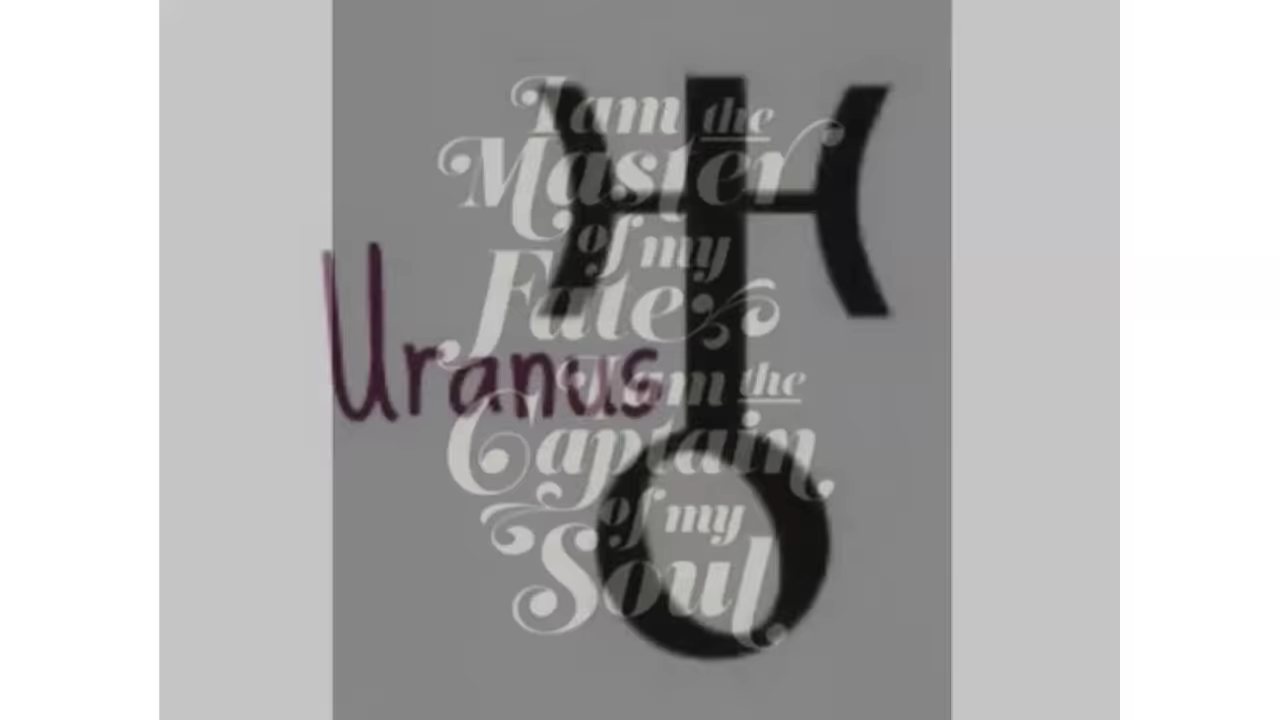 I am the
Master
of my
Fate
Uranus
I am the
Captain
of my
Soul.